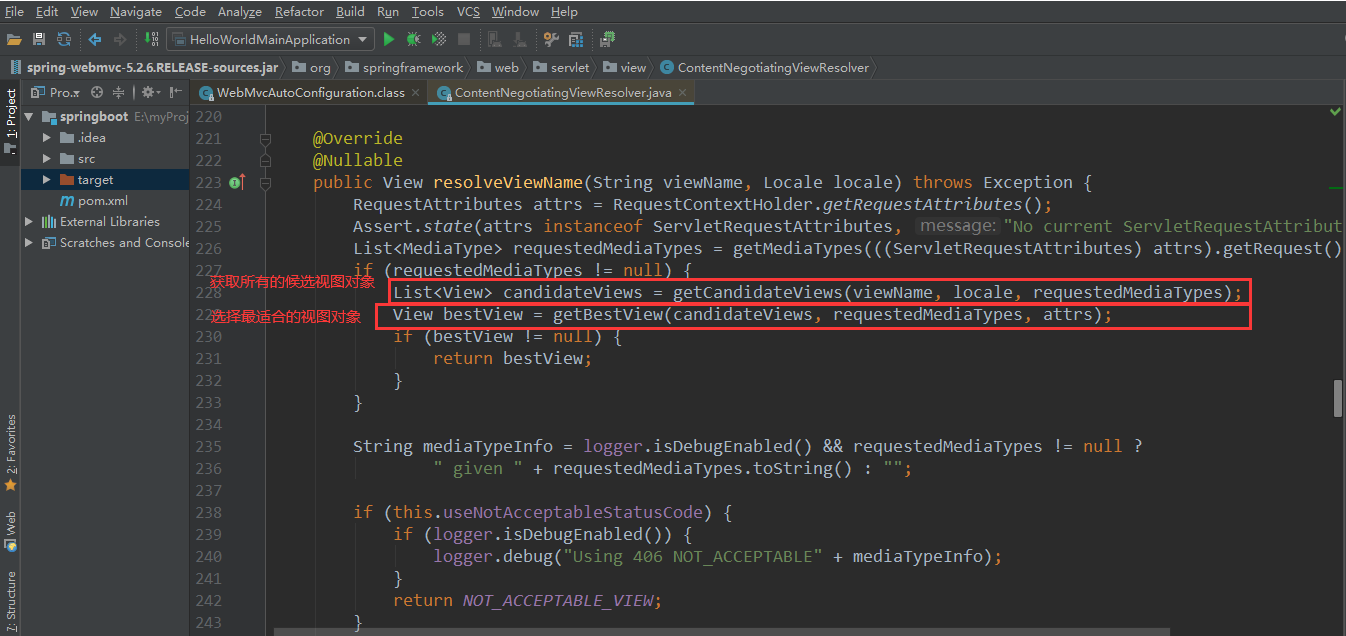 File Edit View Navigate Code Analyze Refactor Build Run Tools VCS Window Help
HelloWorldMainApplication
spring-webmvc-5.2.6.RELEASE-sources.jar org springframework web servlet view ContentNegotiatingViewResolver
1: Project
Pro..
WebMvcAutoConfiguration.class ContentNegotiatingViewResolver.java
springboot E:\myProj
.idea
src
target
pom.xml
External Libraries
Scratches and Console
2: Favorites
Web
Z: Structure
220
221 @Override
222 @Nullable
223 public View resolveViewName(String viewName, Locale locale) throws Exception {
224 RequestAttributes attrs = RequestContextHolder.getRequestAttributes();
225 Assert.state(attrs instanceof ServletRequestAttributes, message: "No current ServletRequestAttribut
226 List<MediaType> requestedMediaTypes = getMediaTypes(((ServletRequestAttributes) attrs).getRequest()
227 if (requestedMediaTypes != null) {
获取所有的候选视图对象
228 List<View> candidateViews = getCandidateViews(viewName, locale, requestedMediaTypes);
选择最适合的视图对象
229 View bestView = getBestView(candidateViews, requestedMediaTypes, attrs);
230 if (bestView != null) {
231 return bestView;
232 }
233 }
234
235 String mediaTypeInfo = logger.isDebugEnabled() && requestedMediaTypes != null ?
236 " given " + requestedMediaTypes.toString() : "";
237
238 if (this.useNotAcceptableStatusCode) {
239 if (logger.isDebugEnabled()) {
240 logger.debug("Using 406 NOT_ACCEPTABLE" + mediaTypeInfo);
241 }
242 return NOT_ACCEPTABLE_VIEW;
243 }